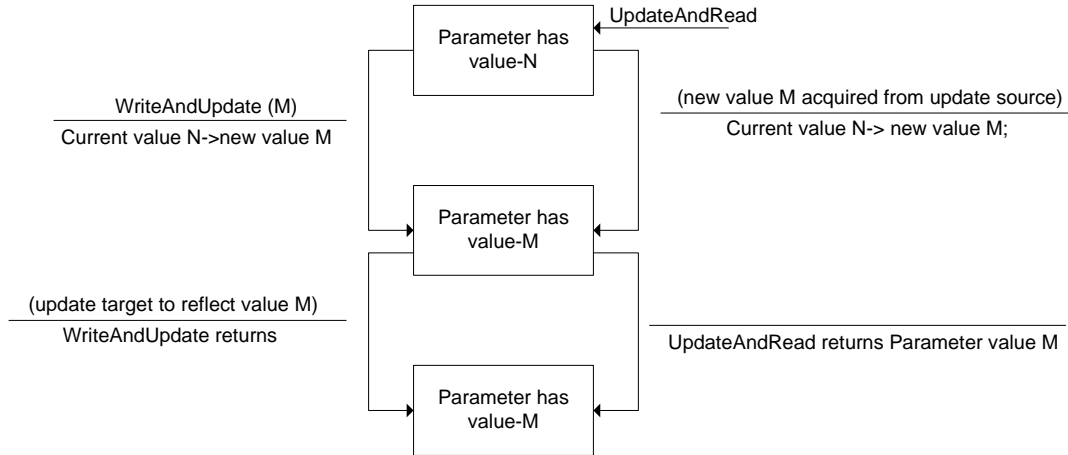 UpdateAndRead
Parameter has
value-N
WriteAndUpdate (M)
Current value N->new value M
(new value M acquired from update source)
Current value N-> new value M;
Parameter has
value-M
(update target to reflect value M)
WriteAndUpdate returns
UpdateAndRead returns Parameter value M
Parameter has
value-M